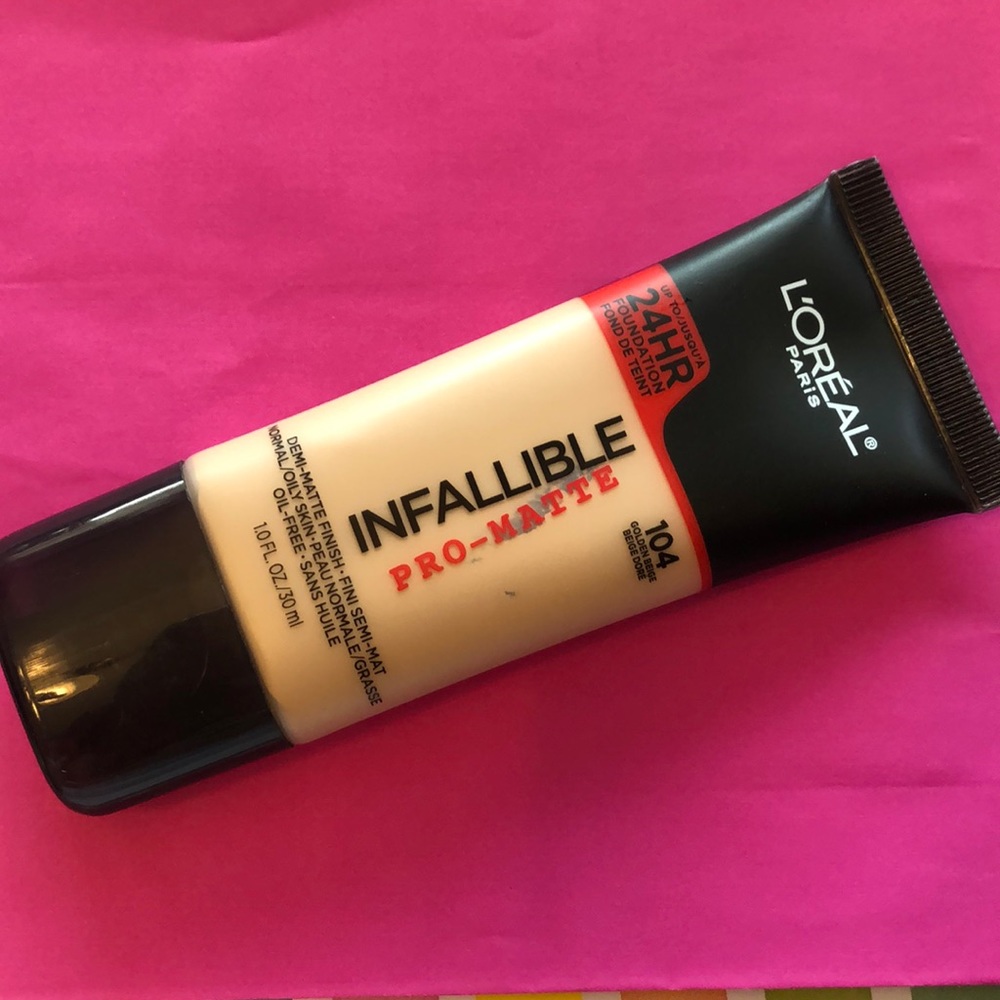 L'ORÉAL®
PARIS
UP TO/JUSQU'À
24HR
FOUNDATION
FOND DE TEINT
INFALLIBLE
PRO-MATTE
104
GOLDEN BEIGE
BEIGE DORÉ
DEMI-MATTE FINISH · FINI SEMI-MAT
NORMAL/OILY SKIN · PEAU NORMALE/GRASSE
OIL-FREE · SANS HUILE
1.0 FL. OZ./30 ml